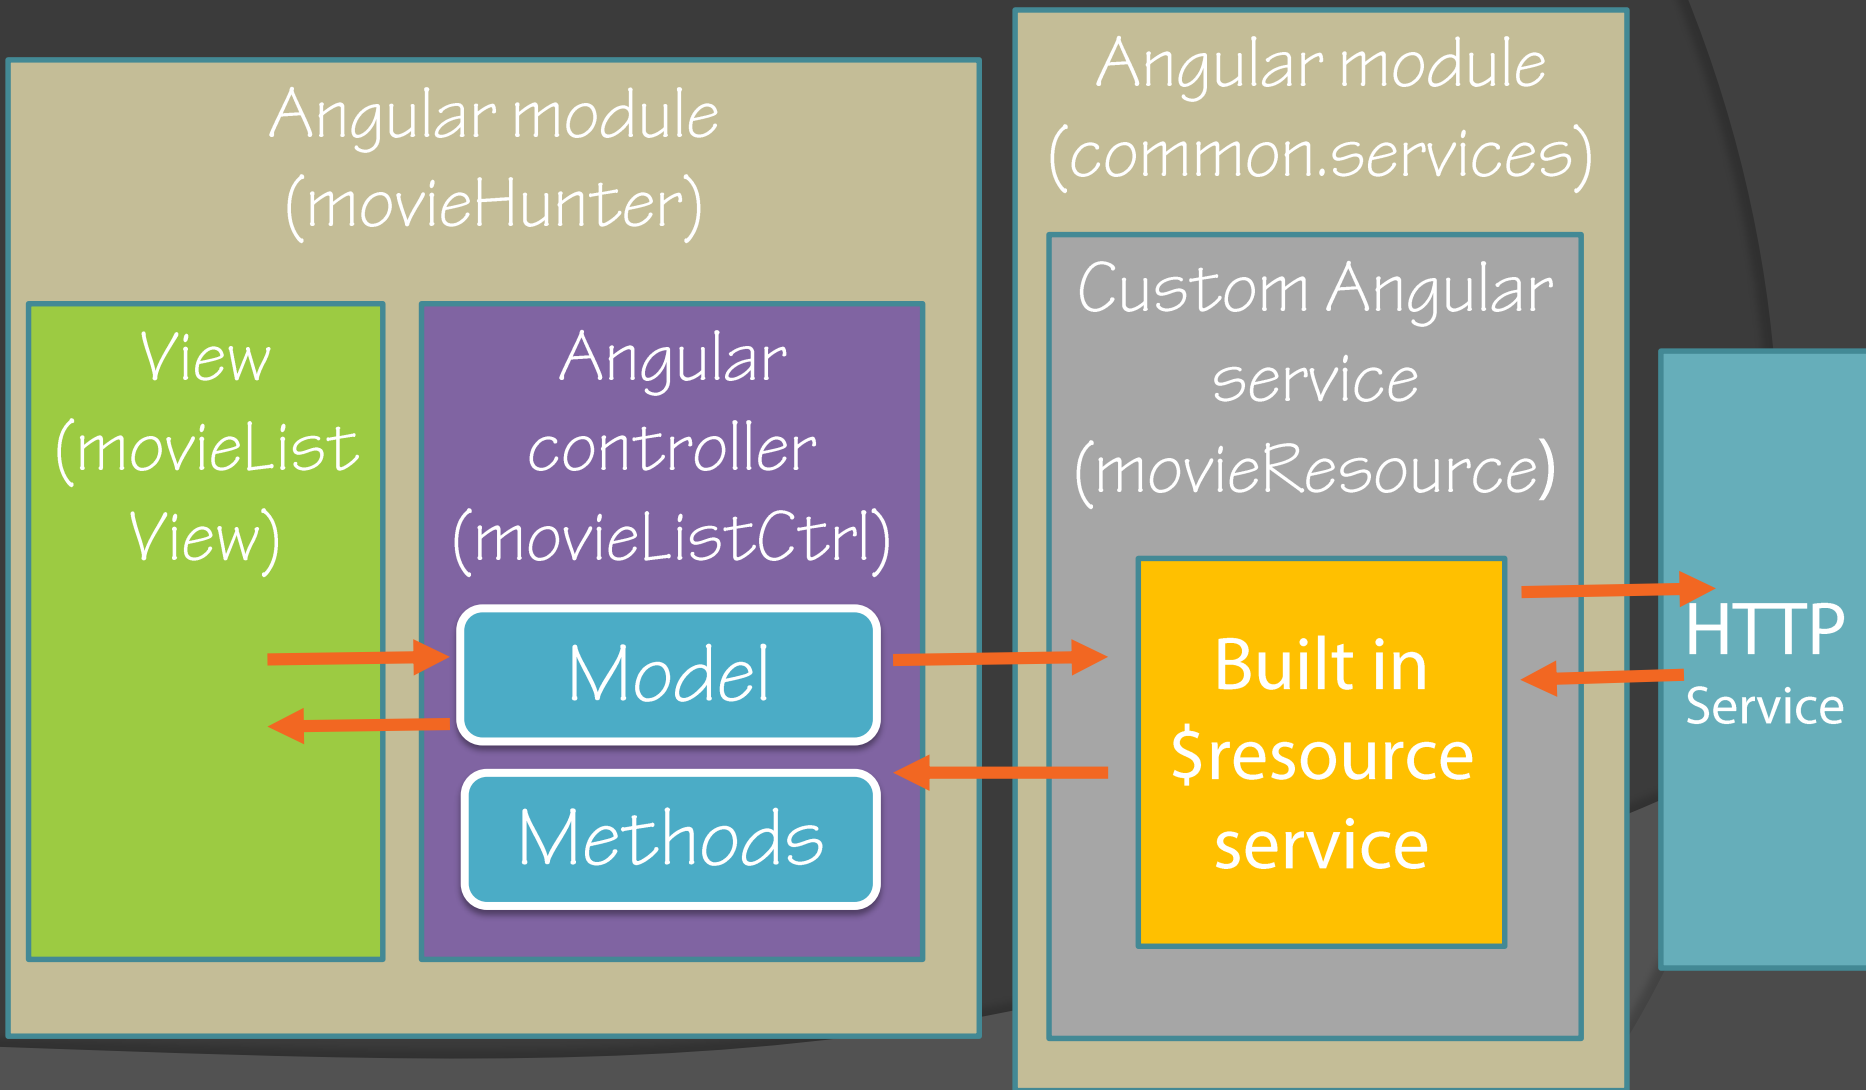 Angular module
(movieHunter)
View
(movieList
View)
Angular
controller
(movieListCtrl)
Model
Methods
Angular module
(common.services)
Custom Angular
service
(movieResource)
Built in
$resource
service
HTTP
Service